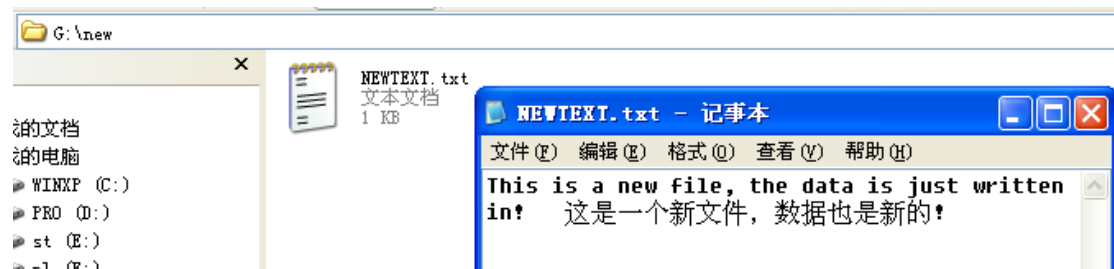 G:\new
NEWTEXT.txt
文本文档
1 KB
NEWTEXT.txt - 记事本
文件(F) 编辑(E) 格式(O) 查看(V) 帮助(H)
This is a new file, the data is just written
in! 这是一个新文件，数据也是新的！
的文档
的电脑
WINXP (C:)
PRO (D:)
st (E:)